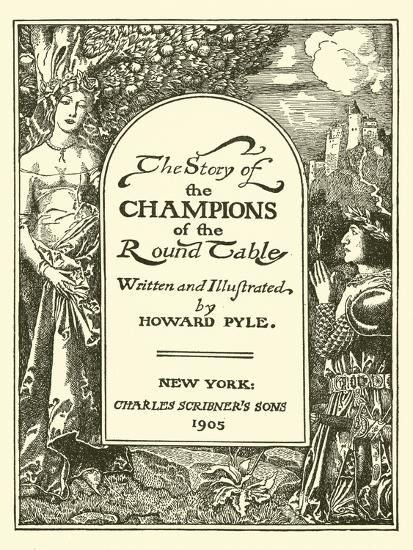 The Story of
the
CHAMPIONS
of the
Round Table
Written and Illustrated
by
HOWARD PYLE.
NEW YORK:
CHARLES SCRIBNER'S SONS
1905